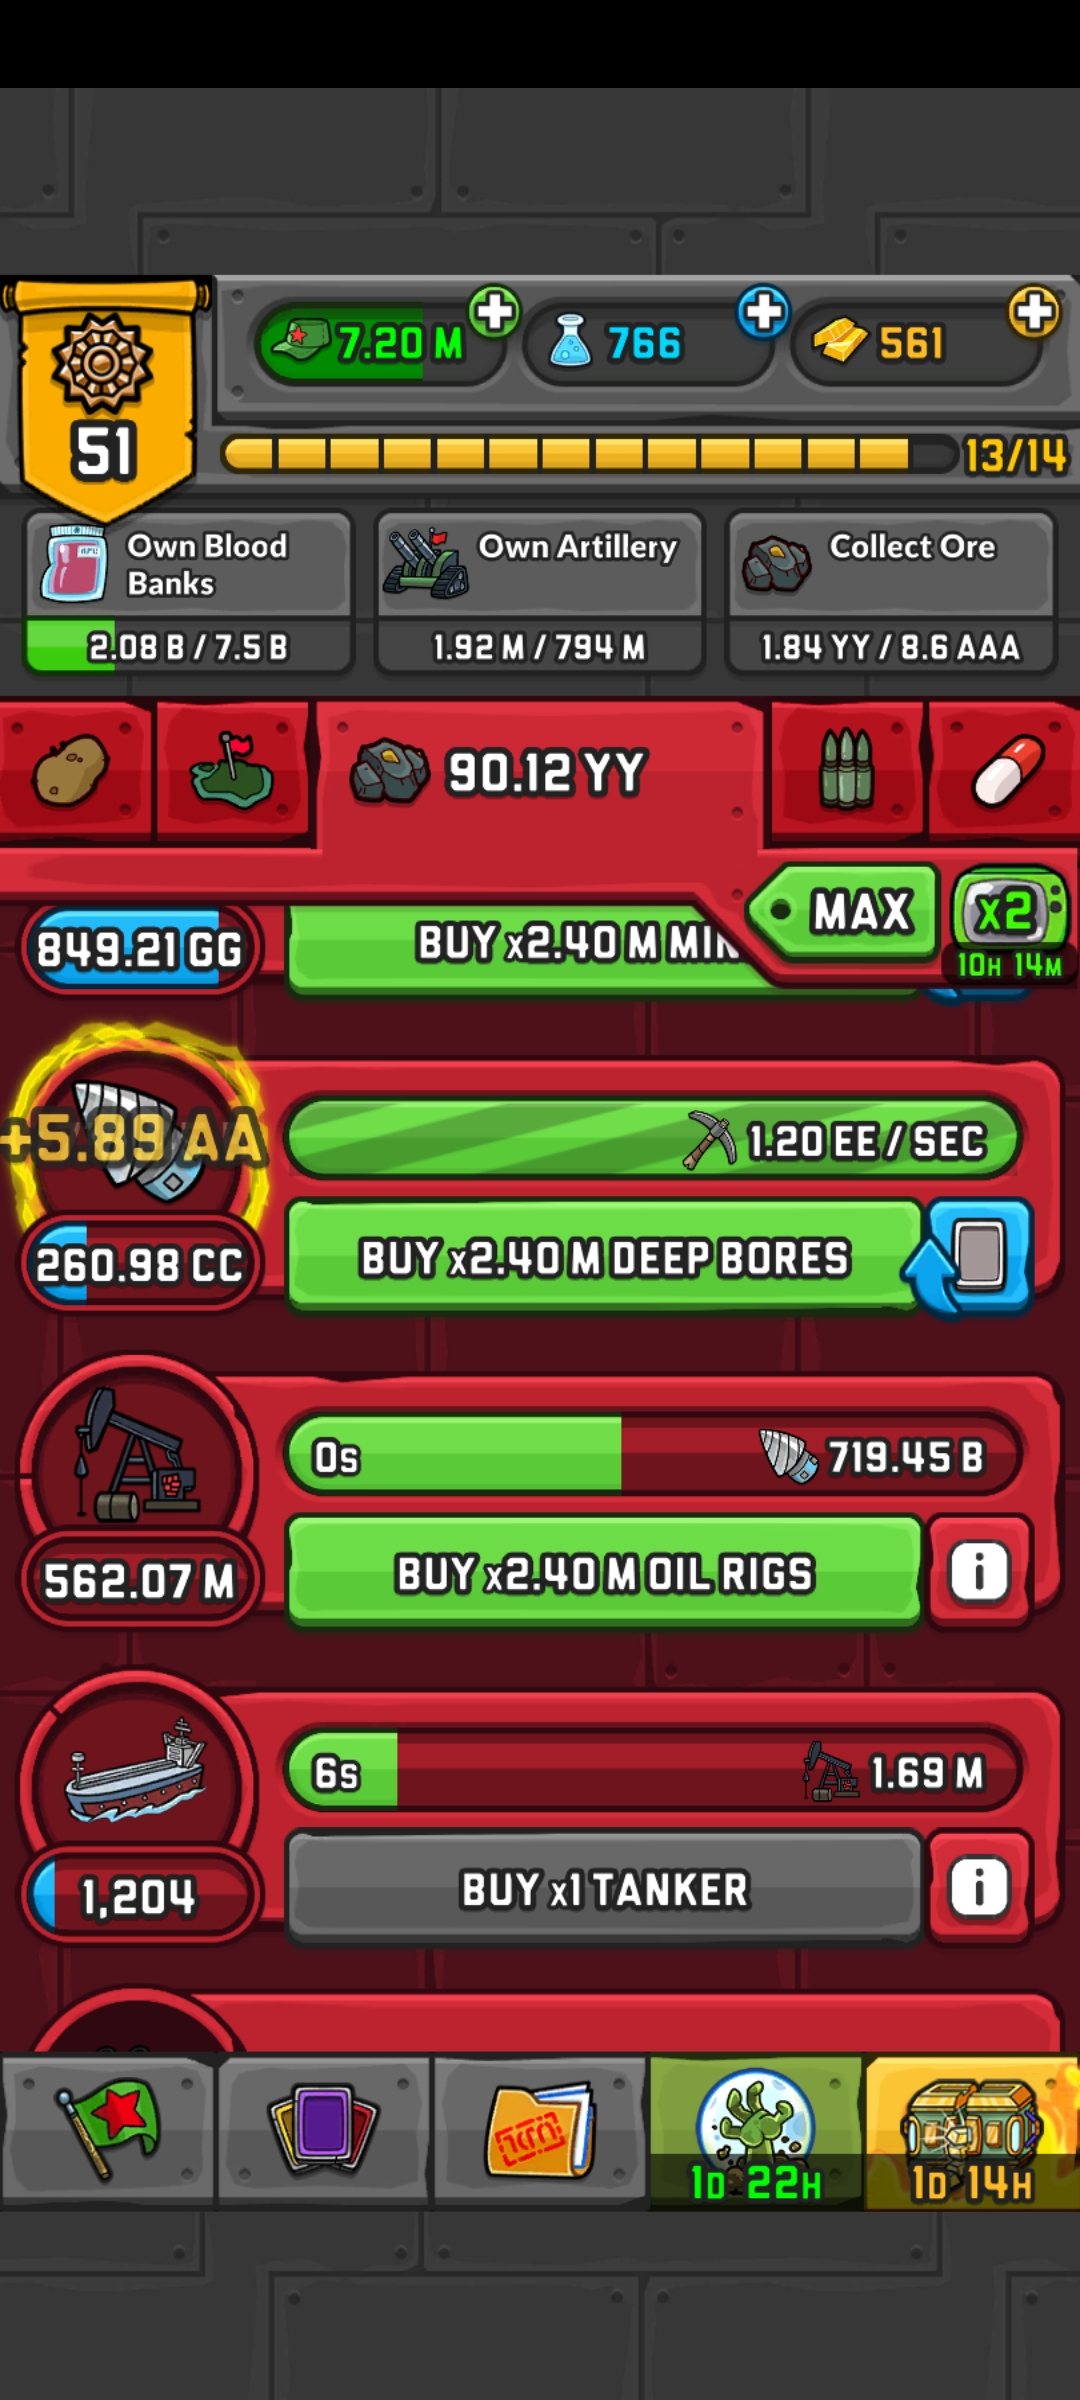 7.20 M
766
561
51
13/14
Own Blood
Banks
2.08 B / 7.5 B
Own Artillery
1.92 M / 794 M
Collect Ore
1.84 YY / 8.6 AAA
90.12 YY
MAX
x2
10H 14M
849.21 GG
BUY x2.40 M MIN
+5.89 AA
1.20 EE / SEC
260.98 CC
BUY x2.40 M DEEP BORES
0s
719.45 B
562.07 M
BUY x2.40 M OIL RIGS
i
6s
1.69 M
1,204
BUY x1 TANKER
i
1D 22H
1D 14H